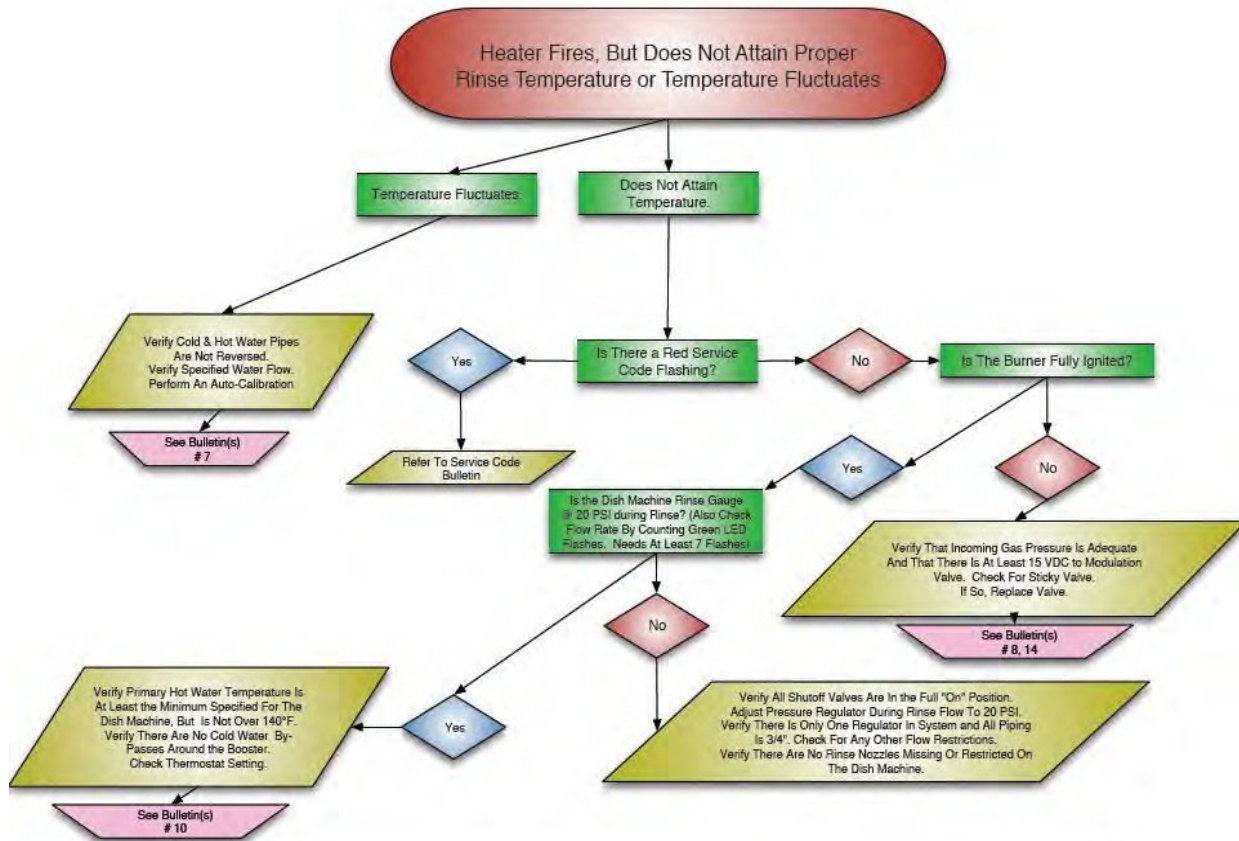 Heater Fires, But Does Not Attain Proper
Rinse Temperature or Temperature Fluctuates
Temperature Fluctuates
Does Not Attain
Temperature.
Verify Cold & Hot Water Pipes
Are Not Reversed.
Verify Specified Water Flow.
Perform An Auto-Calibration
See Bulletin(s)
# 7
Yes
Is There a Red Service
Code Flashing?
No
Is The Burner Fully Ignited?
Refer To Service Code
Bulletin
Yes
No
Is the Dish Machine Rinse Gauge
@ 20 PSI during Rinse? (Also Check
Flow Rate By Counting Green LED
Flashes. Needs At Least 7 Flashes)
Verify That Incoming Gas Pressure Is Adequate
And That There Is At Least 15 VDC to Modulation
Valve. Check For Sticky Valve.
If So, Replace Valve.
See Bulletin(s)
# 8, 14
No
Verify Primary Hot Water Temperature Is
At Least the Minimum Specified For The
Dish Machine, But Is Not Over 140°F.
Verify There Are No Cold Water By-
Passes Around the Booster.
Check Thermostat Setting.
Yes
Verify All Shutoff Valves Are In the Full "On" Position.
Adjust Pressure Regulator During Rinse Flow To 20 PSI.
Verify There Is Only One Regulator In System and All Piping
Is 3/4". Check For Any Other Flow Restrictions.
Verify There Are No Rinse Nozzles Missing Or Restricted On
The Dish Machine.
See Bulletin(s)
# 10